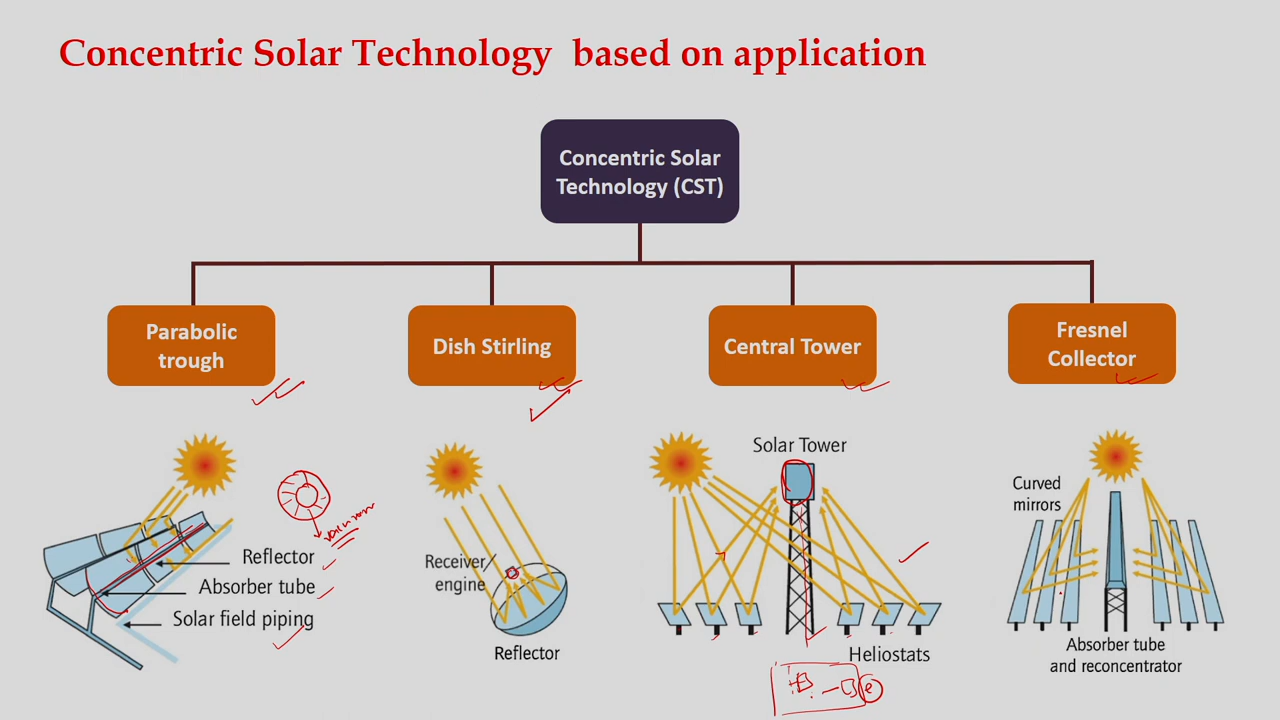 Concentric Solar Technology based on application
Concentric Solar
Technology (CST)
Parabolic
trough
Dish Stirling
Central Tower
Fresnel
Collector
Reflector
Absorber tube
Solar field piping
Receiver/
engine
Reflector
Solar Tower
Heliostats
Curved
mirrors
Absorber tube
and reconcentrator